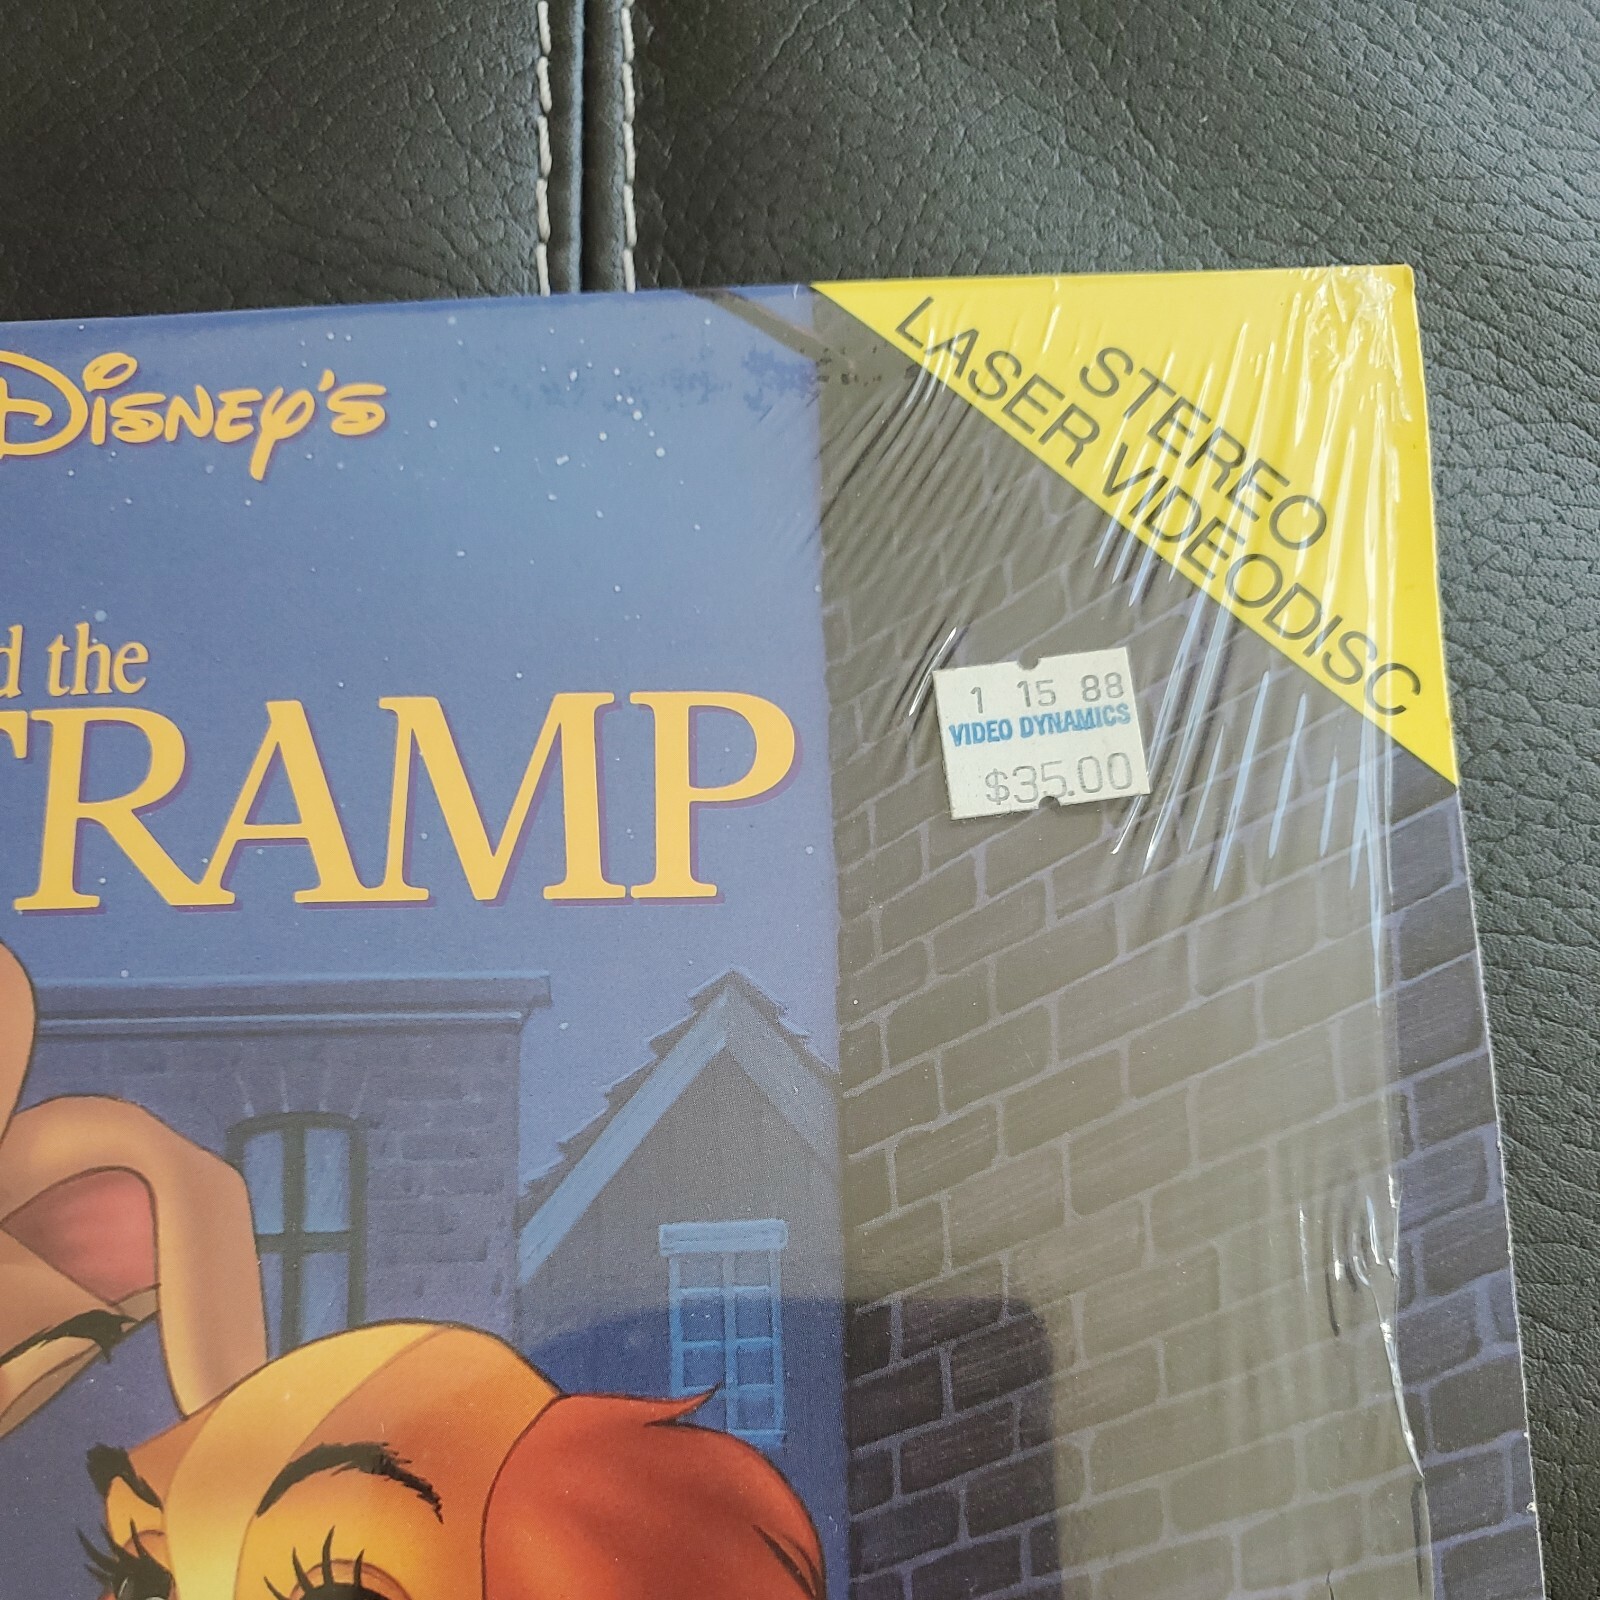 DISNEY'S
d the
TRAMP
STEREO
LASER VIDEODISC
1 15 88
VIDEO DYNAMICS
$35.00